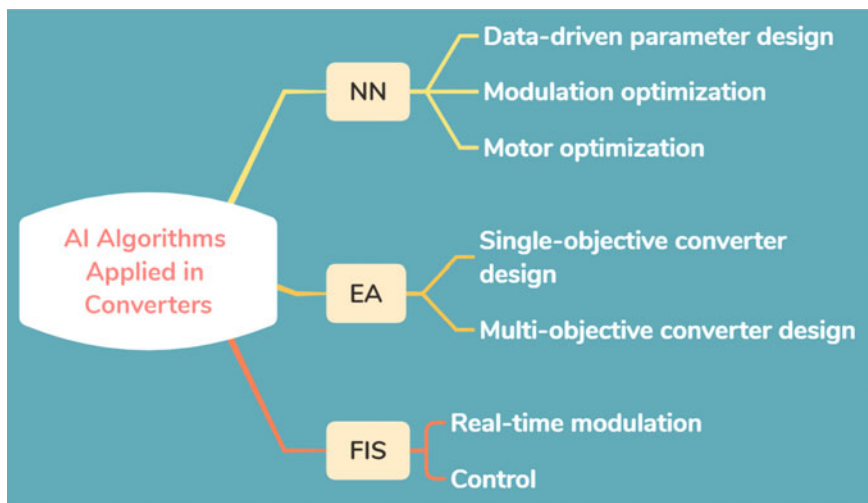 AI Algorithms
Applied in
Converters
NN
Data-driven parameter design
Modulation optimization
Motor optimization
EA
Single-objective converter
design
Multi-objective converter design
FIS
Real-time modulation
Control